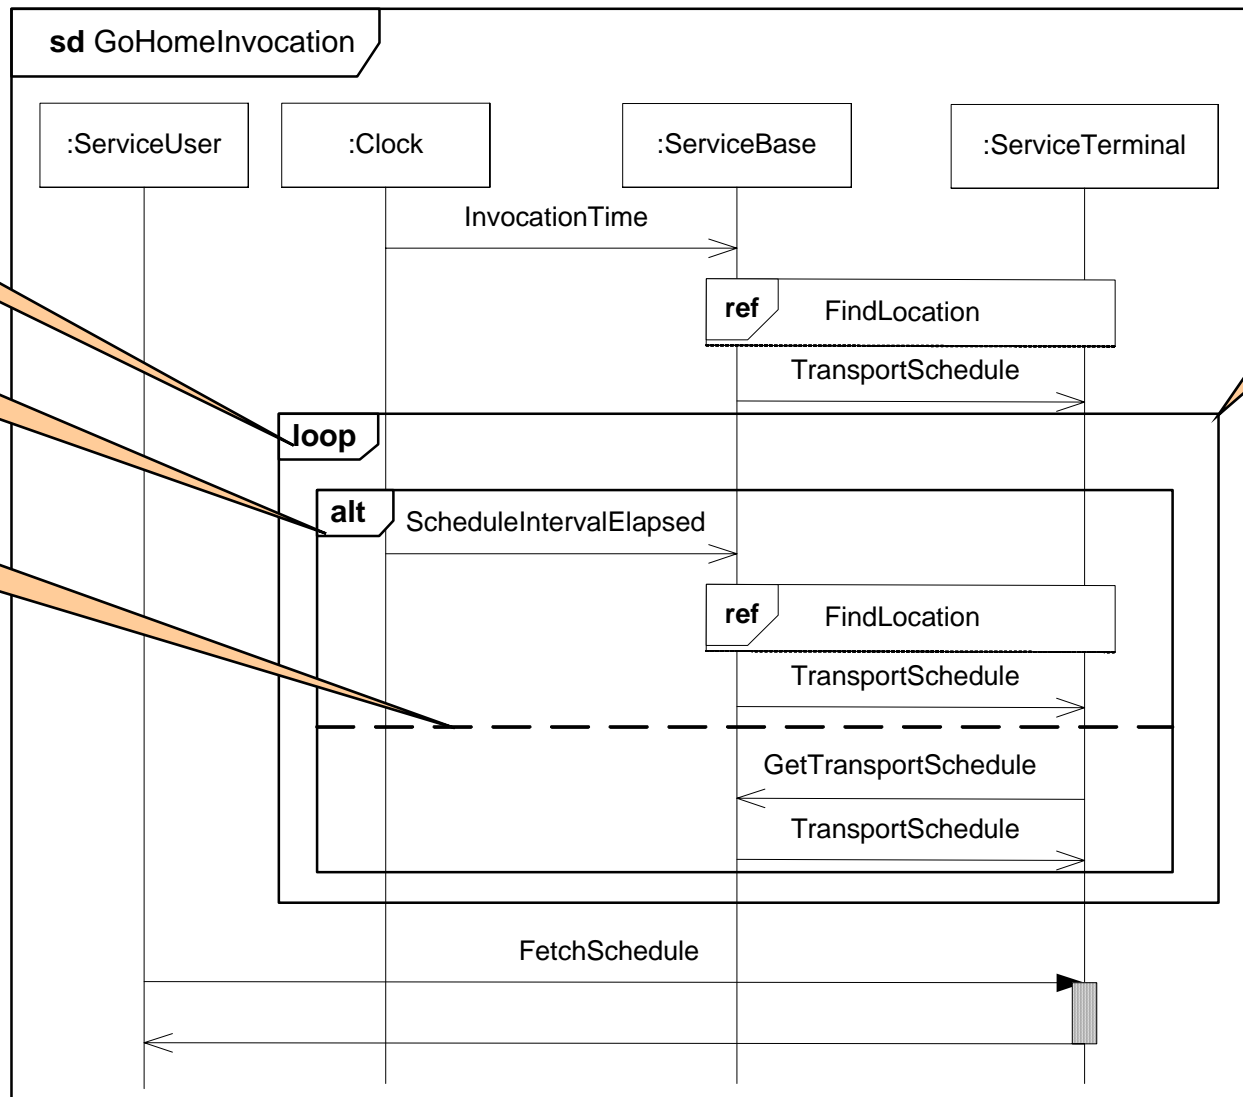 sd GoHomeInvocation
:ServiceUser
:Clock
:ServiceBase
:ServiceTerminal
InvocationTime
ref FindLocation
TransportSchedule
loop
alt ScheduleIntervalElapsed
ref FindLocation
TransportSchedule
GetTransportSchedule
TransportSchedule
FetchSchedule